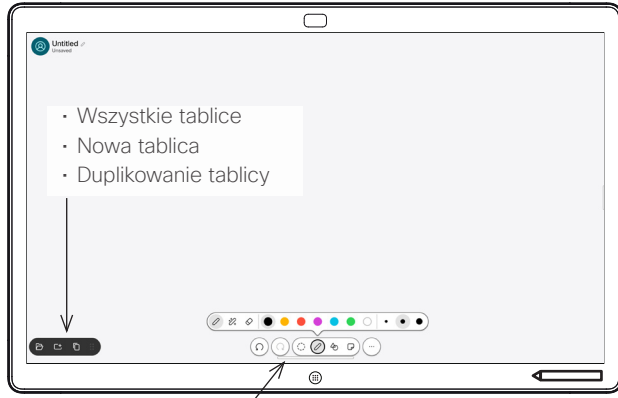 Untitled
Unsaved
· Wszystkie tablice
· Nowa tablica
· Duplikowanie tablicy